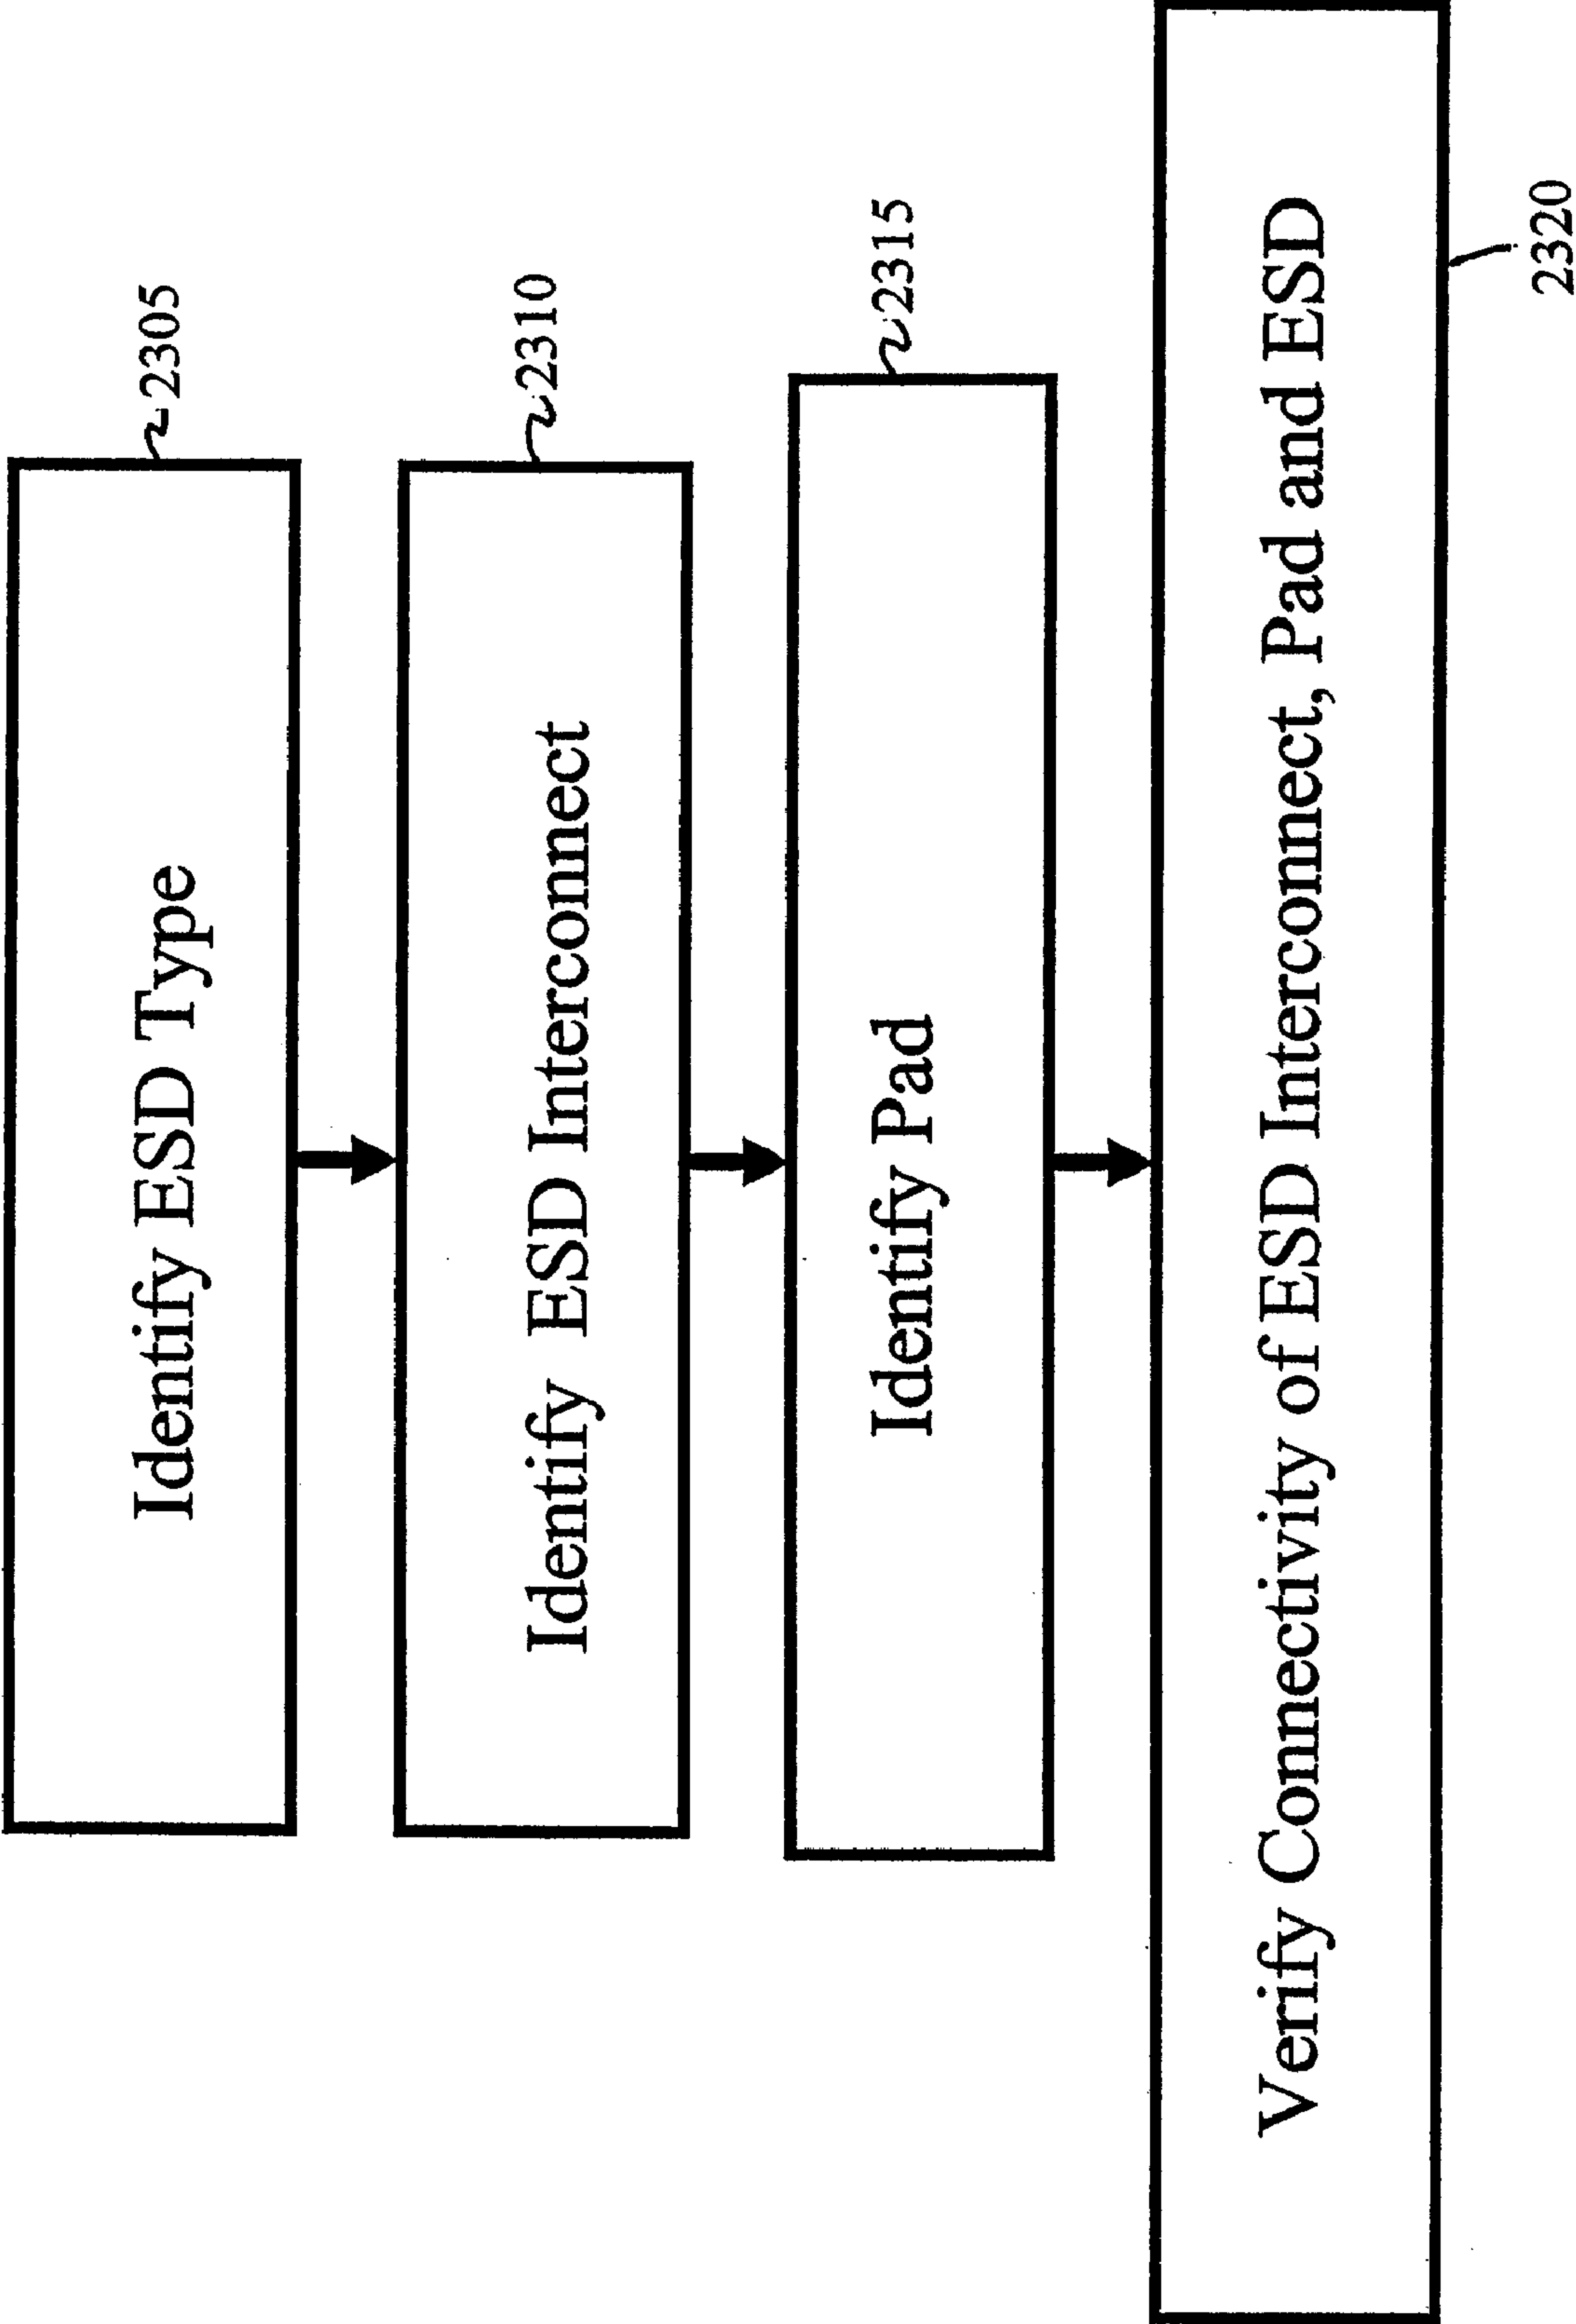 Identify ESD Type
2305
Identify ESD Interconnect
2310
Identify Pad
2315
Verify Connectivity of ESD Interconnect, Pad and ESD
2320